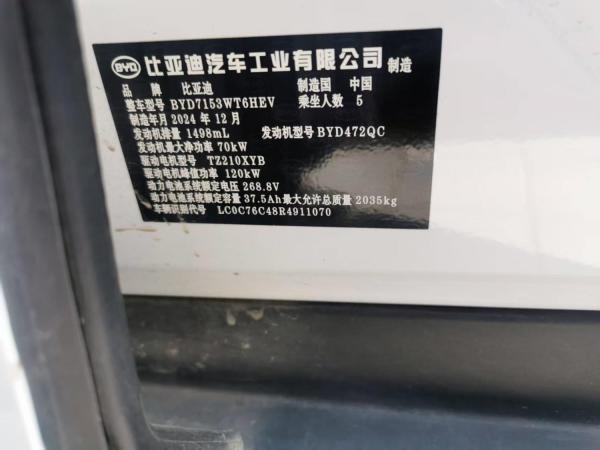 BYD 比亚迪汽车工业有限公司 制造
品 牌 比亚迪 制造国 中国
整车型号 BYD7153WT6HEV 乘坐人数 5
制造年月 2024 年 12 月
发动机排量 1498mL 发动机型号 BYD472QC
发动机最大净功率 70kW
驱动电机型号 TZ210XYB
驱动电机峰值功率 120kW
动力电池系统额定电压 268.8V
动力电池系统额定容量 37.5Ah 最大允许总质量 2035kg
车辆识别代号 LC0C76C48R4911070